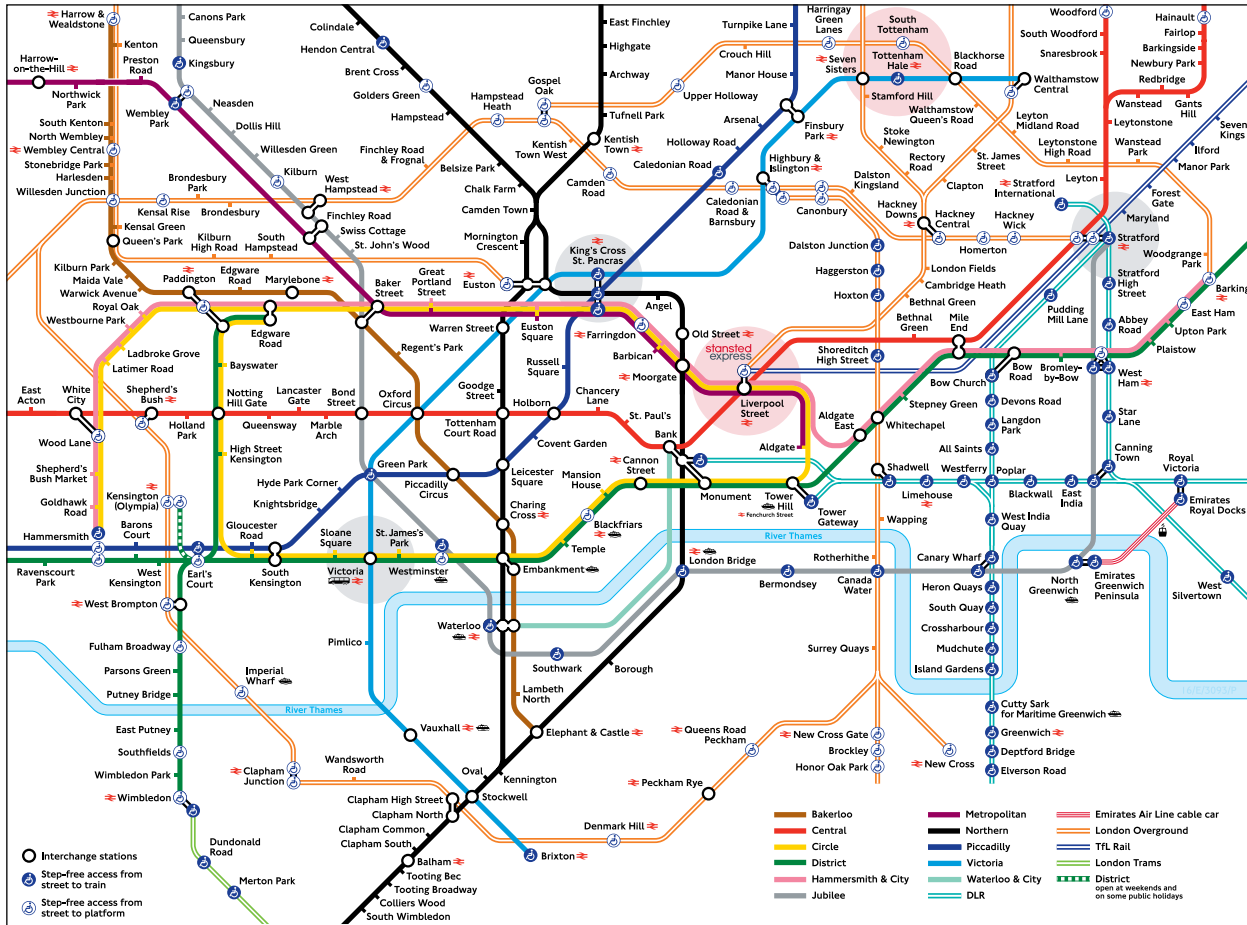 Harrow &
Wealdstone
Canons Park
Queensbury
Kingsbury
Colindale
Hendon Central
Brent Cross
Golders Green
Hampstead
East Finchley
Highgate
Archway
Gospel
Oak
Tufnell Park
Kentish
Town
Turnpike Lane
Crouch Hill
Manor House
Upper Holloway
Harringay
Green Lanes
South
Tottenham
Tottenham
Hale
Seven
Sisters
Stamford Hill
Blackhorse
Road
Walthamstow
Central
Walthamstow
Queen's Road
Woodford
South Woodford
Snaresbrook
Hainault
Fairlop
Barkingside
Newbury Park
Redbridge
Wanstead
Gants
Hill
Leytonstone
Harrow-
on-the-Hill
Kenton
Preston
Road
Northwick
Park
Wembley
Park
Neasden
Dollis Hill
Willesden Green
Kilburn
West
Hampstead
Finchley Road
Swiss Cottage
St. John's Wood
South Kenton
North Wembley
Wembley Central
Stonebridge Park
Harlesden
Willesden Junction
Kensal Rise
Brondesbury
Park
Brondesbury
Kensal Green
Queen's Park
Kilburn
High Road
South
Hampstead
Kilburn Park
Maida Vale
Warwick Avenue
Royal Oak
Westbourne Park
Finchley Road
& Frognal
Hampstead
Heath
Kentish
Town West
Belsize Park
Chalk Farm
Camden Town
Mornington
Crescent
Camden
Road
Caledonian
Road &
Barnsbury
Arsenal
Holloway Road
Caledonian Road
Finsbury
Park
Highbury &
Islington
Canonbury
Stoke
Newington
Rectory
Road
Clapton
St. James
Street
Leyton
Midland Road
Leytonstone
High Road
Leyton
Wanstead
Park
Seven
Kings
Ilford
Manor Park
Forest
Gate
Maryland
Stratford
International
Stratford
Woodgrange
Park
Barking
East Ham
Upton Park
Plaistow
Dalston
Kingsland
Hackney
Downs
Hackney
Central
Homerton
Hackney
Wick
Dalston Junction
Haggerston
Hoxton
London Fields
Cambridge Heath
Bethnal Green
Bethnal
Green
Mile
End
Shoreditch
High Street
Pudding
Mill Lane
Stratford
High Street
Abbey
Road
West
Ham
Star
Lane
Canning
Town
Paddington
Edgware
Road
Marylebone
Baker
Street
Great
Portland
Street
Euston
King's Cross
St. Pancras
Angel
Old Street
Warren Street
Euston
Square
Farringdon
Barbican
Moorgate
stansted
express
Liverpool
Street
Russell
Square
Regent's Park
Edgware
Road
Bayswater
Ladbroke Grove
Latimer Road
East
Acton
White
City
Shepherd's
Bush
Wood Lane
Holland
Park
Notting
Hill Gate
Queensway
Lancaster
Gate
Marble
Arch
Bond
Street
Oxford
Circus
Goodge
Street
Tottenham
Court Road
Holborn
Chancery
Lane
St. Paul's
Bank
Aldgate
Aldgate
East
Whitechapel
Stepney Green
Bow Church
Bow
Road
Bromley-
by-Bow
Devons Road
Langdon
Park
All Saints
Shepherd's
Bush Market
Goldhawk
Road
Kensington
(Olympia)
Hammersmith
Barons
Court
Gloucester
Road
High Street
Kensington
Hyde Park Corner
Knightsbridge
Green Park
Piccadilly
Circus
Covent Garden
Leicester
Square
Charing
Cross
Mansion
House
Cannon
Street
Monument
Blackfriars
Temple
Embankment
Tower
Hill
Fenchurch Street
Tower
Gateway
Shadwell
Limehouse
Westferry
Poplar
Blackwall
East
India
Royal
Victoria
Emirates
Royal Docks
Ravenscourt
Park
West
Kensington
Earl's
Court
South
Kensington
Sloane
Square
Victoria
St. James's
Park
Westminster
River Thames
London Bridge
Bermondsey
Wapping
Rotherhithe
Canada
Water
West India
Quay
Canary Wharf
Heron Quays
South Quay
Crossharbour
Mudchute
Island Gardens
North
Greenwich
Emirates
Greenwich
Peninsula
West
Silvertown
West Brompton
Fulham Broadway
Parsons Green
Putney Bridge
East Putney
Southfields
Wimbledon Park
Wimbledon
Dundonald
Road
Merton Park
Imperial
Wharf
River Thames
Clapham
Junction
Wandsworth
Road
Pimlico
Vauxhall
Waterloo
Southwark
Lambeth
North
Borough
Elephant & Castle
Oval
Kennington
Stockwell
Clapham High Street
Clapham North
Clapham Common
Clapham South
Balham
Tooting Bec
Tooting Broadway
Colliers Wood
South Wimbledon
Brixton
Denmark Hill
Peckham Rye
Queens Road
Peckham
Surrey Quays
New Cross Gate
Brockley
Honor Oak Park
New Cross
Cutty Sark
for Maritime Greenwich
Greenwich
Deptford Bridge
Elverson Road
Interchange stations
Step-free access from
street to train
Step-free access from
street to platform
Bakerloo
Central
Circle
District
Hammersmith & City
Jubilee
Metropolitan
Northern
Piccadilly
Victoria
Waterloo & City
DLR
Emirates Air Line cable car
London Overground
TfL Rail
London Trams
District
open at weekends and
on some public holidays